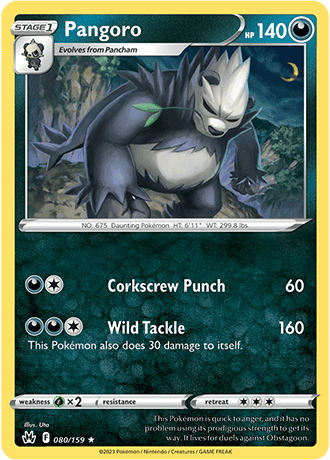 STAGE 1 Pangoro HP 140
Evolves from Pancham
NO. 675 Daunting Pokémon HT: 6'11" WT: 299.8 lbs.
Corkscrew Punch 60
Wild Tackle 160
This Pokémon also does 30 damage to itself.
weakness ×2 resistance retreat
Illus. Uta
F 080/159 ★
This Pokémon is quick to anger, and it has no
problem using its prodigious strength to get its
way. It lives for duels against Obstagoon.
©2023 Pokémon / Nintendo / Creatures / GAME FREAK